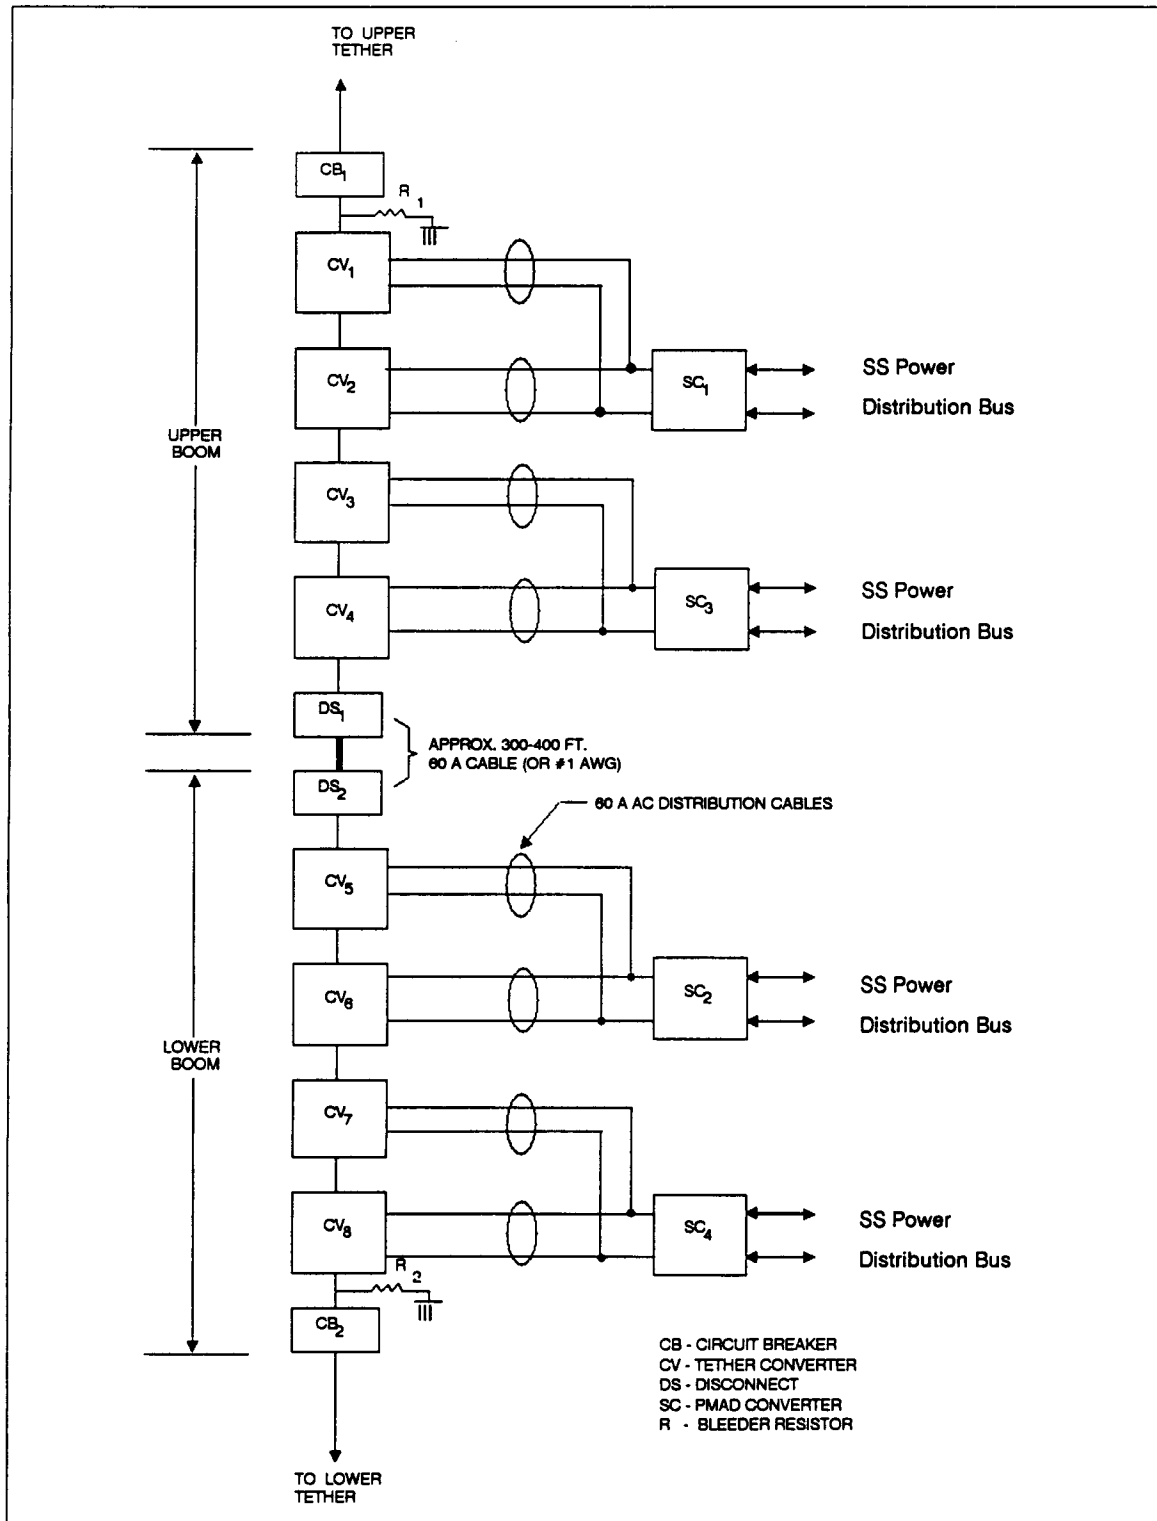 TO UPPER
TETHER
CB1
R1
CV1
CV2
SC1
SS Power
Distribution Bus
UPPER
BOOM
CV3
CV4
SC3
SS Power
Distribution Bus
DS1
APPROX. 300-400 FT.
60 A CABLE (OR #1 AWG)
DS2
60 A AC DISTRIBUTION CABLES
CV5
CV6
SC2
SS Power
Distribution Bus
LOWER
BOOM
CV7
CV8
SC4
SS Power
Distribution Bus
R2
CB2
CB - CIRCUIT BREAKER
CV - TETHER CONVERTER
DS - DISCONNECT
SC - PMAD CONVERTER
R - BLEEDER RESISTOR
TO LOWER
TETHER